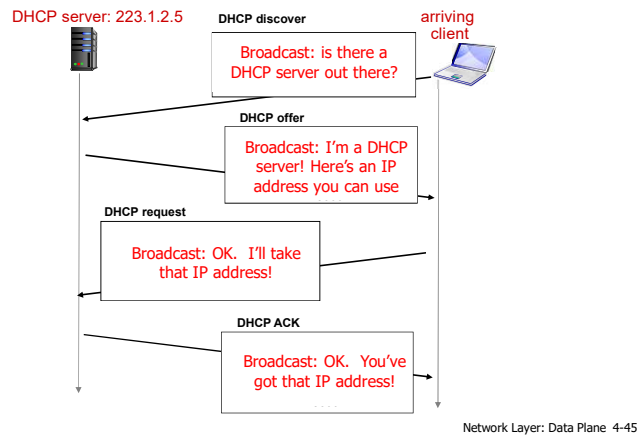 DHCP server: 223.1.2.5
DHCP discover
arriving
client
Broadcast: is there a
DHCP server out there?
DHCP offer
Broadcast: I’m a DHCP
server! Here’s an IP
address you can use
DHCP request
Broadcast: OK. I’ll take
that IP address!
DHCP ACK
Broadcast: OK. You’ve
got that IP address!
Network Layer: Data Plane 4-45